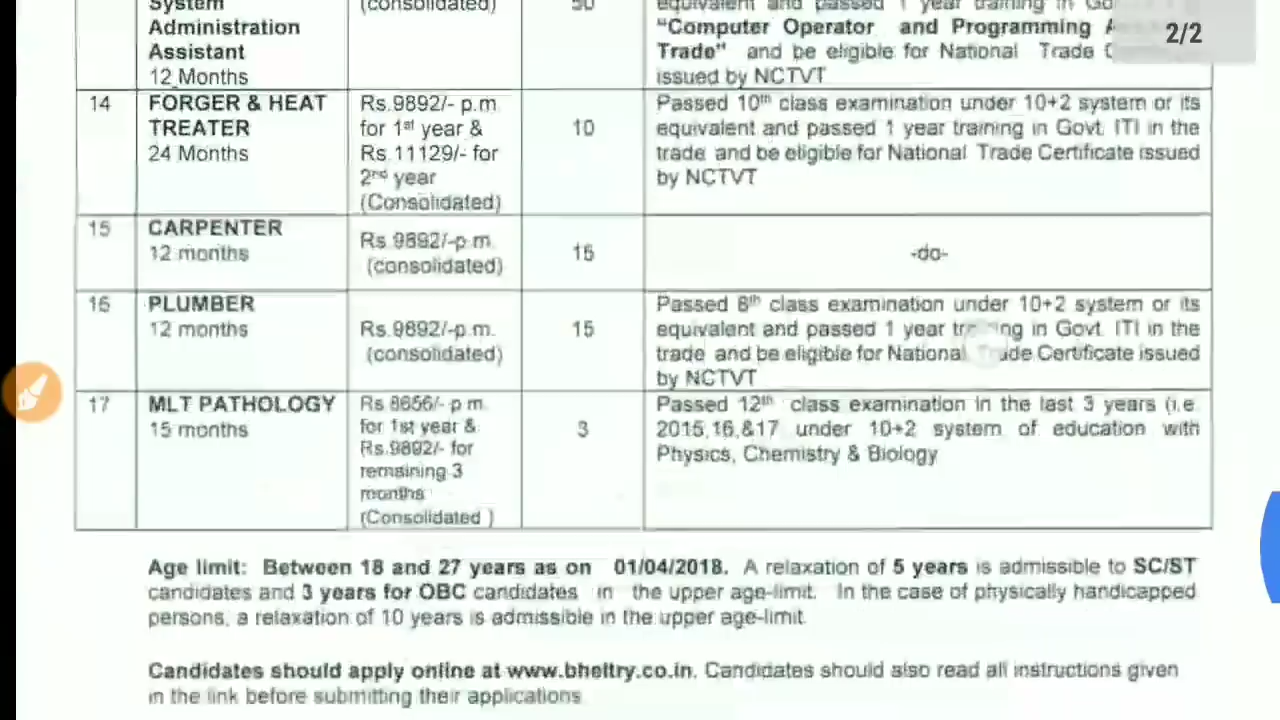 System
Administration
Assistant
12 Months
(consolidated)
50
equivalent and passed 1 year training in
"Computer Operator and Programming
Trade" and be eligible for National Trade
issued by NCTVT
2/2
14
FORGER & HEAT
TREATER
24 Months
Rs.9892/- p.m.
for 1st year &
Rs.11129/- for
2nd year
(Consolidated)
10
Passed 10th class examination under 10+2 system or its
equivalent and passed 1 year training in Govt. ITI in the
trade and be eligible for National Trade Certificate issued
by NCTVT
15
CARPENTER
12 months
Rs.9892/-p.m.
(consolidated)
15
-do-
16
PLUMBER
12 months
Rs.9892/-p.m.
(consolidated)
15
Passed 8th class examination under 10+2 system or its
equivalent and passed 1 year training in Govt. ITI in the
trade and be eligible for National Trade Certificate issued
by NCTVT
17
MLT PATHOLOGY
15 months
Rs.8656/- p.m.
for 1st year &
Rs.9892/- for
remaining 3
months
(Consolidated )
3
Passed 12th class examination in the last 3 years (i.e.
2015,16,&17 under 10+2 system of education with
Physics, Chemistry & Biology
Age limit: Between 18 and 27 years as on 01/04/2018. A relaxation of 5 years is admissible to SC/ST
candidates and 3 years for OBC candidates in the upper age-limit. In the case of physically handicapped
persons, a relaxation of 10 years is admissible in the upper age-limit.
Candidates should apply online at www.bheltry.co.in. Candidates should also read all instructions given
in the link before submitting their applications.